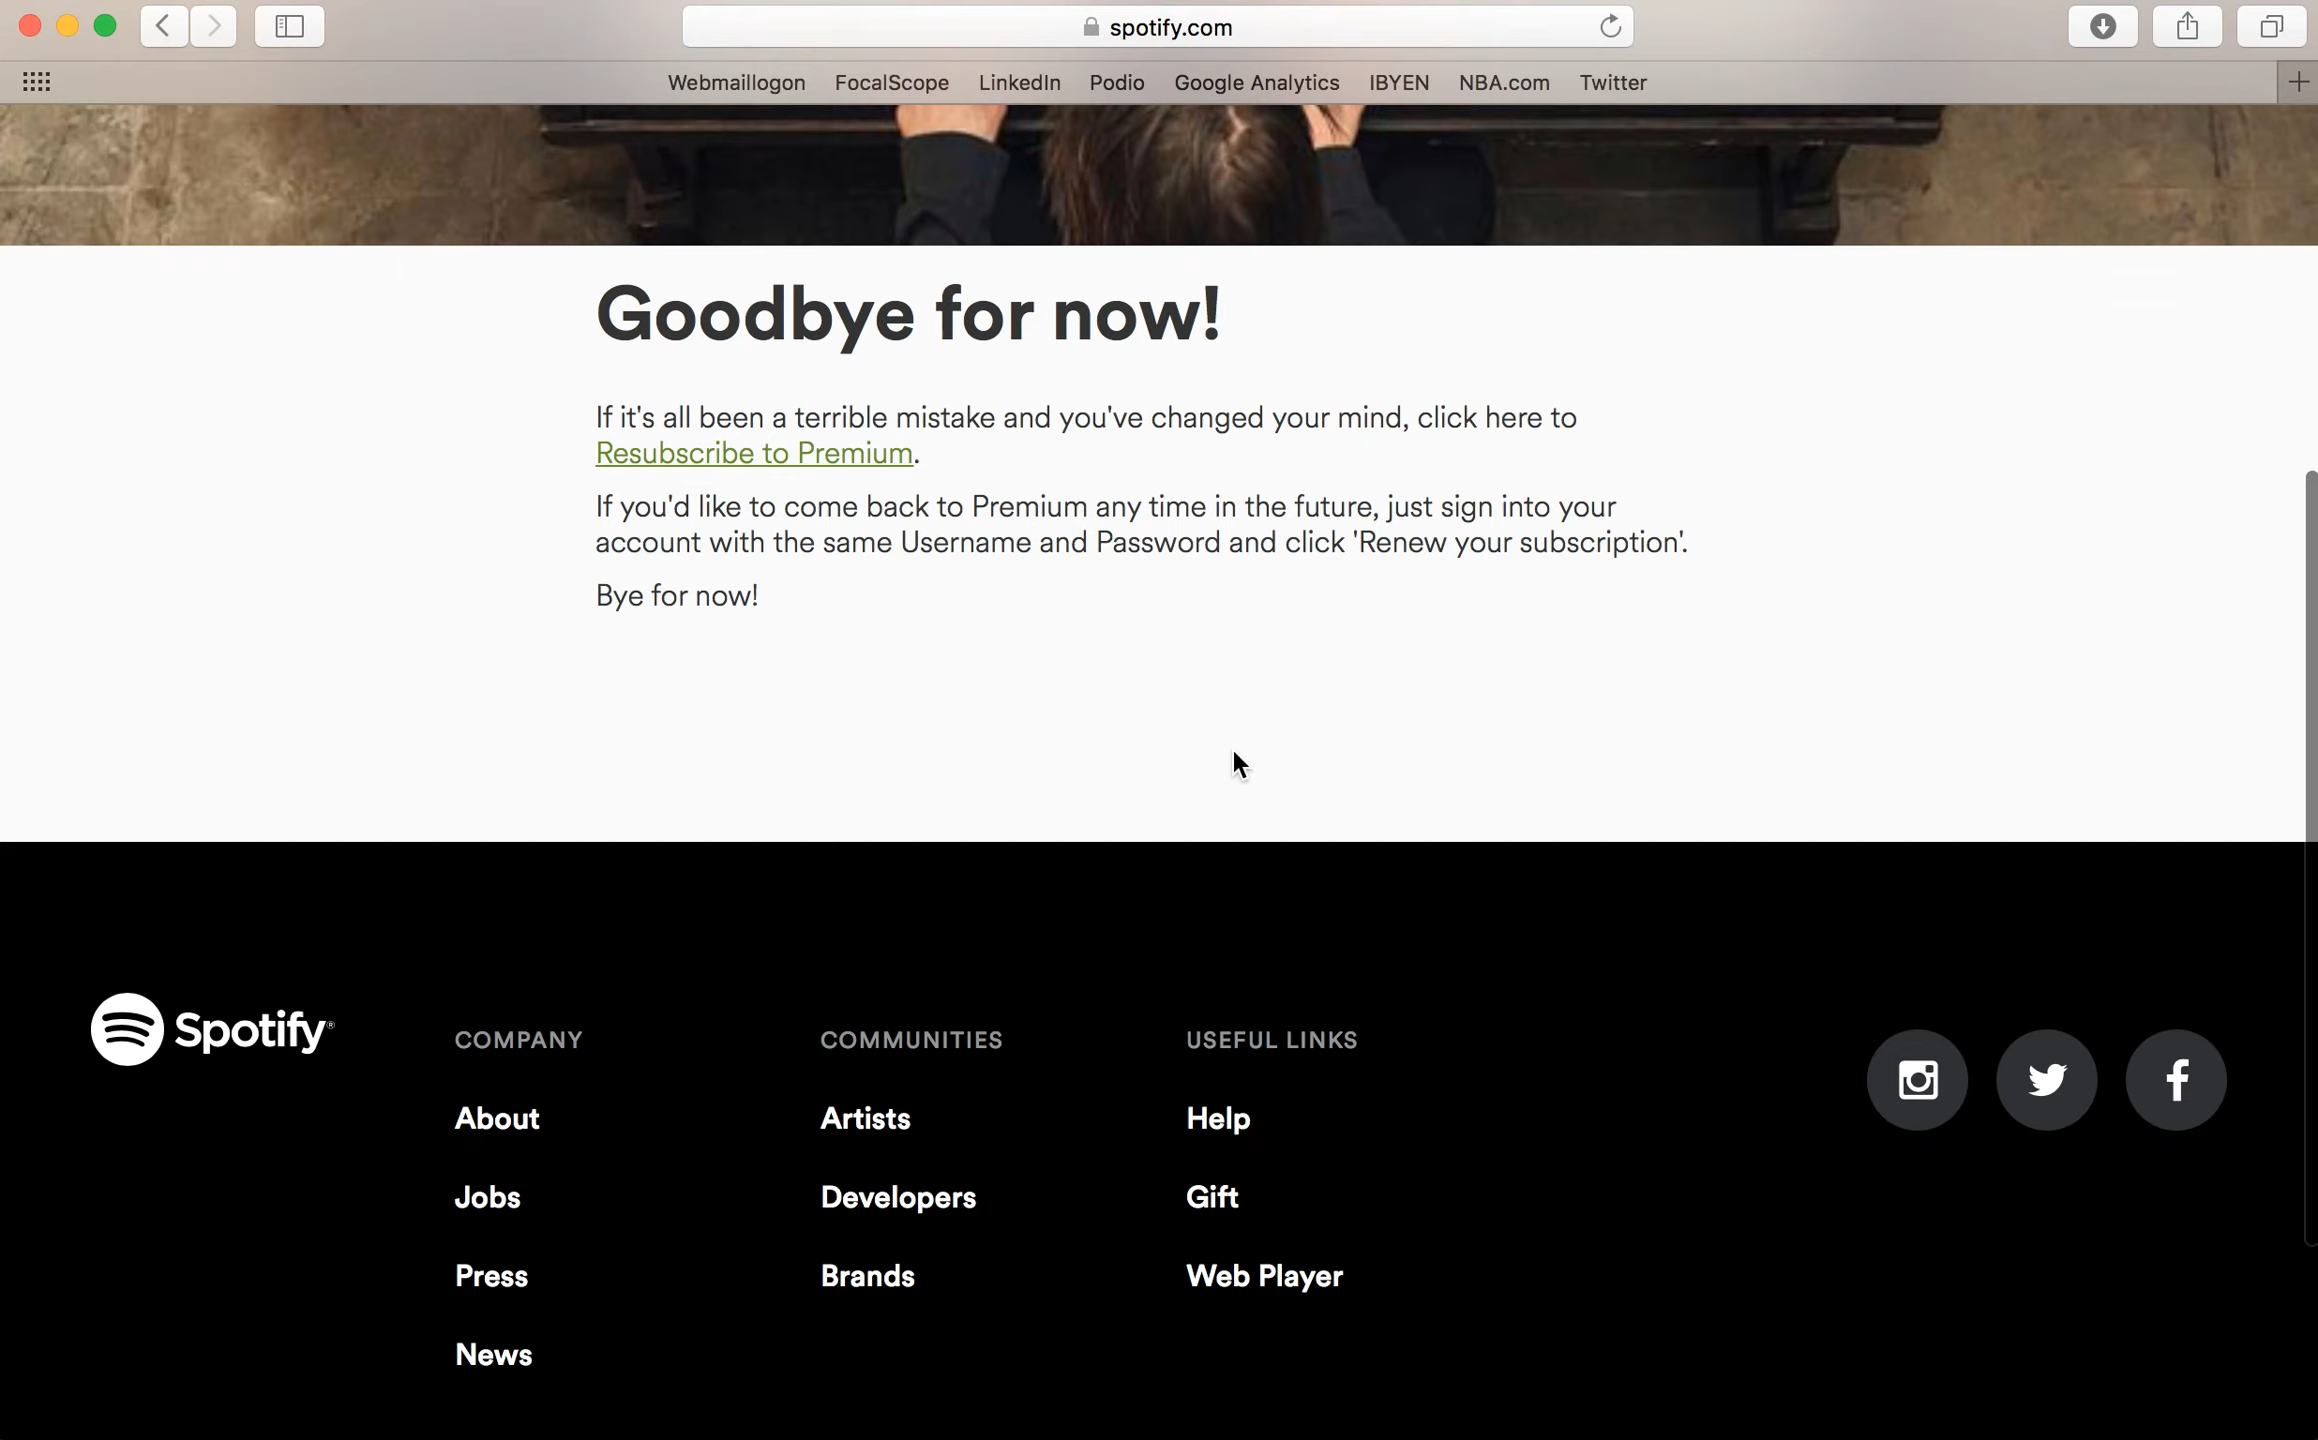 spotify.com
Webmaillogon FocalScope LinkedIn Podio Google Analytics IBYEN NBA.com Twitter
Goodbye for now!
If it's all been a terrible mistake and you've changed your mind, click here to
Resubscribe to Premium.
If you'd like to come back to Premium any time in the future, just sign into your
account with the same Username and Password and click 'Renew your subscription'.
Bye for now!
Spotify®
COMPANY
About
Jobs
Press
News
COMMUNITIES
Artists
Developers
Brands
USEFUL LINKS
Help
Gift
Web Player